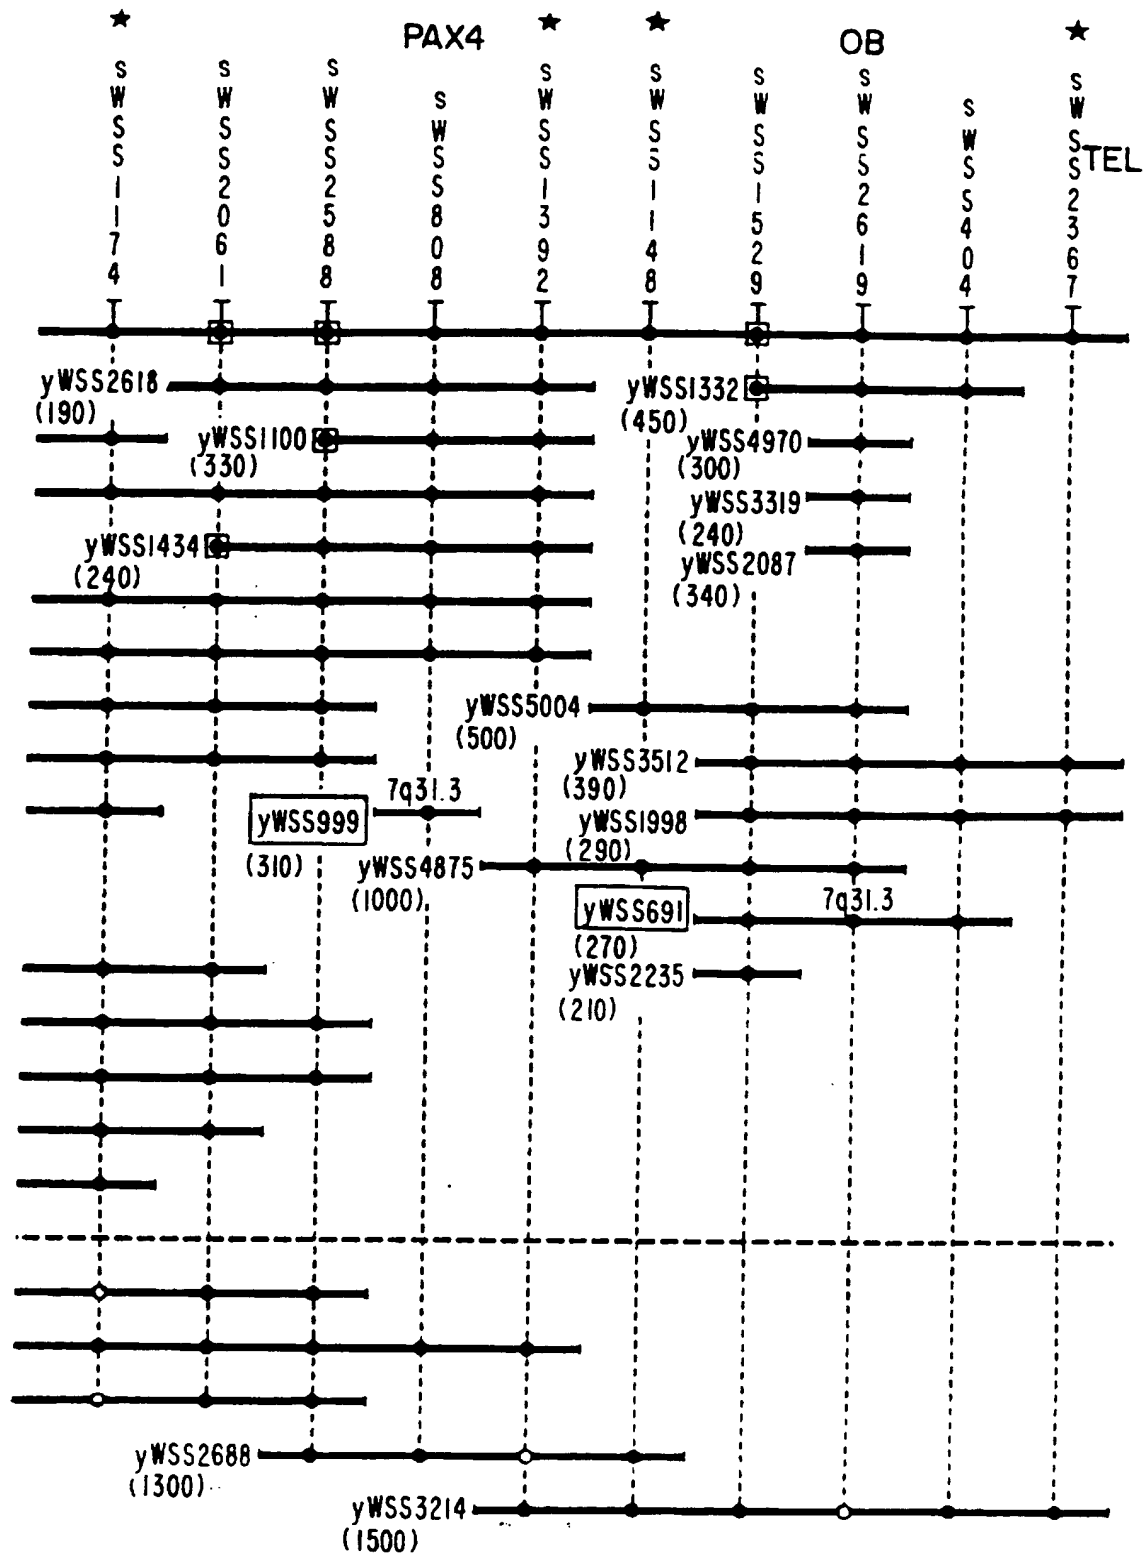 PAX4
OB
TEL
sWSS1174
sWSS2061
sWSS2588
sWSS808
sWSS1392
sWSS1148
sWSS1529
sWSS2619
sWSS404
sWSS2367
yWSS2618
(190)
yWSS1332
(450)
yWSS1100
(330)
yWSS4970
(300)
yWSS3319
(240)
yWSS1434
(240)
yWSS2087
(340)
yWSS5004
(500)
yWSS3512
(390)
7q31.3
yWSS999
(310)
yWSS1998
(290)
yWSS4875
(1000)
7q31.3
yWSS691
(270)
yWSS2235
(210)
yWSS2688
(1300)
yWSS3214
(1500)